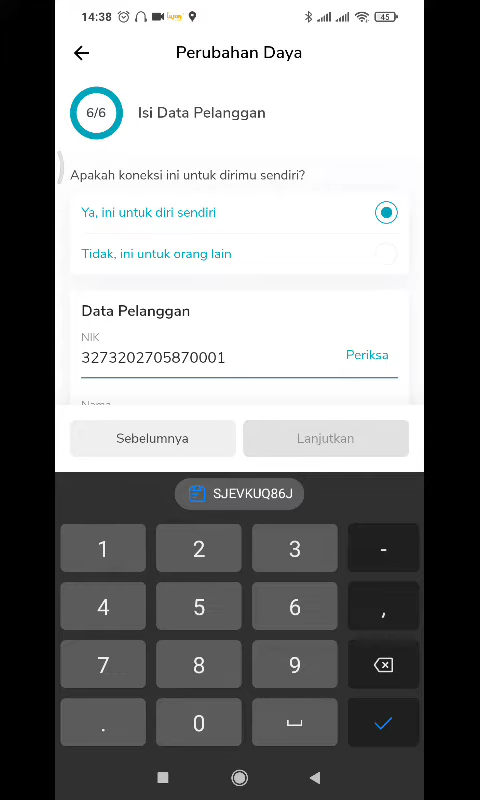 14:38
45
Perubahan Daya
6/6
Isi Data Pelanggan
Apakah koneksi ini untuk dirimu sendiri?
Ya, ini untuk diri sendiri
Tidak, ini untuk orang lain
Data Pelanggan
NIK
3273202705870001
Periksa
Nama
Sebelumnya
Lanjutkan
SJEVKUQ86J
1 2 3 -
4 5 6 ,
7 8 9
. 0